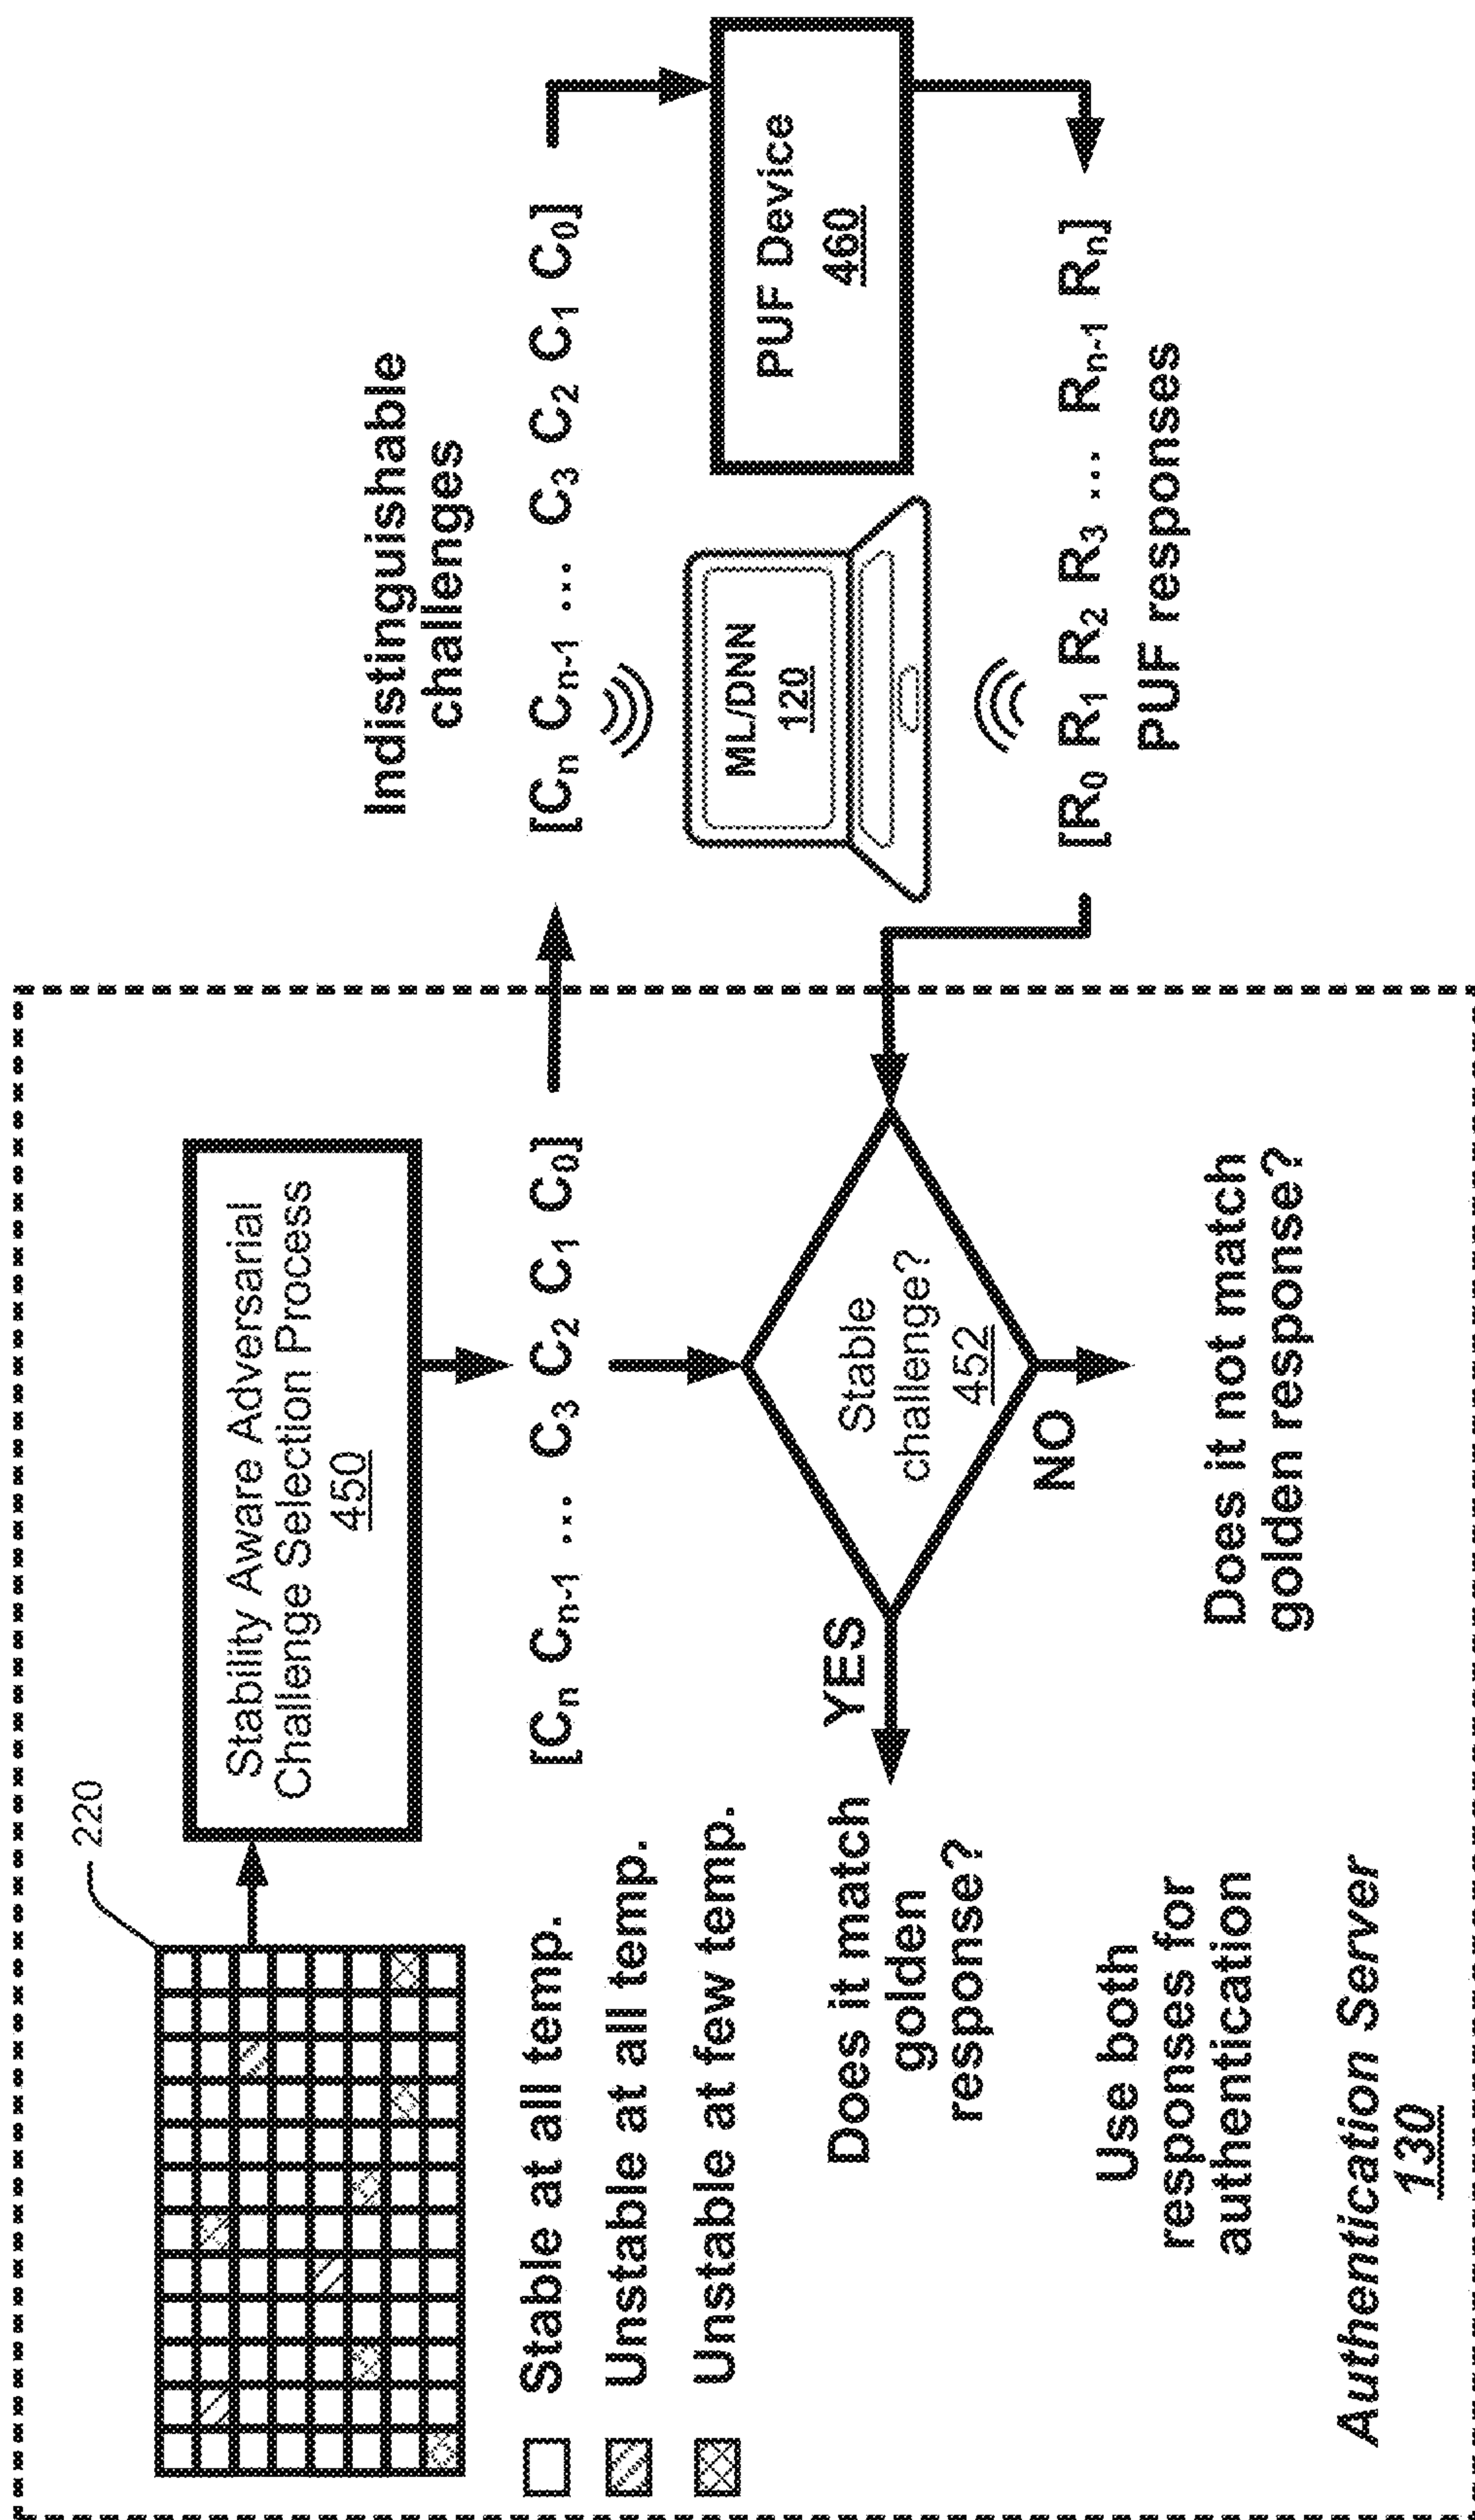 220
Stability Aware Adversarial
Challenge Selection Process
450
Stable at all temp.
Unstable at all temp.
Unstable at few temp.
[Cn Cn-1 ... C3 C2 C1 C0]
Stable
challenge?
452
YES
NO
Does it match
golden
response?
Does it not match
golden response?
Use both
responses for
authentication
Authentication Server
130
Indistinguishable
challenges
[Cn Cn-1 ... C3 C2 C1 C0]
ML/DNN
120
PUF Device
460
[R0 R1 R2 R3 ... Rn-1 Rn]
PUF responses